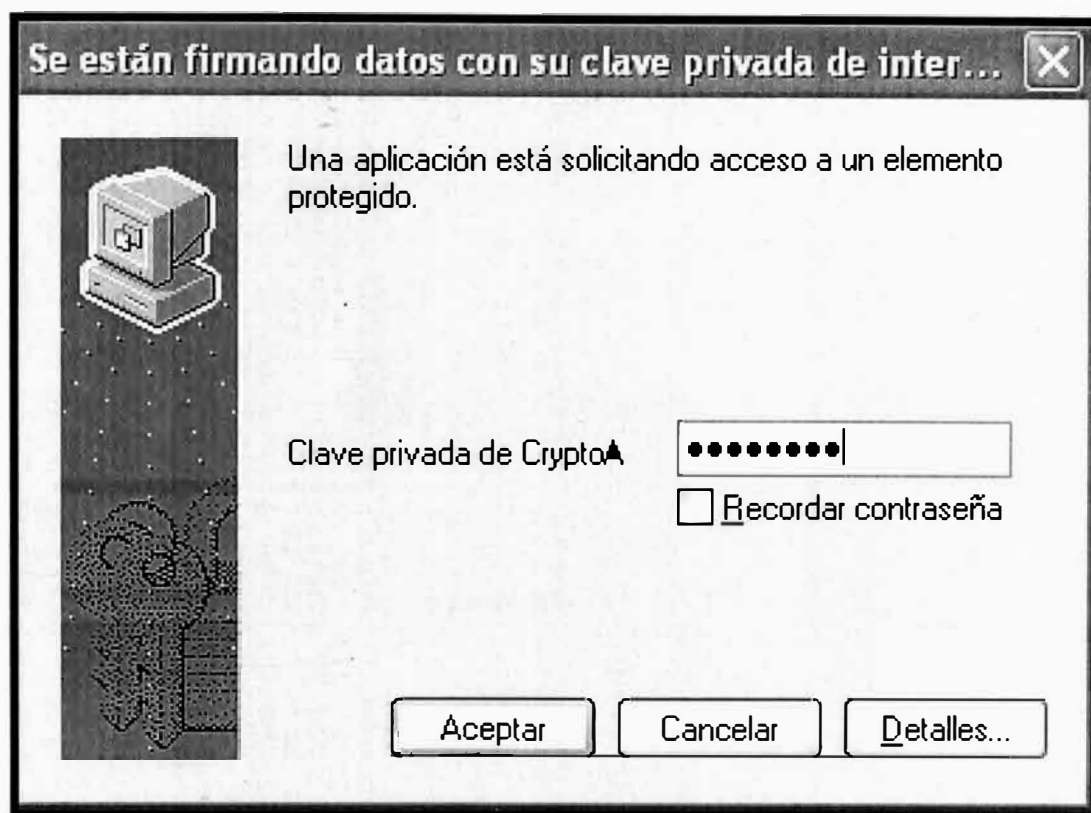 Se están firmando datos con su clave privada de inter...
Una aplicación está solicitando acceso a un elemento
protegido.
Clave privada de CryptoA
••••••••
Recordar contraseña
Aceptar
Cancelar
Detalles...